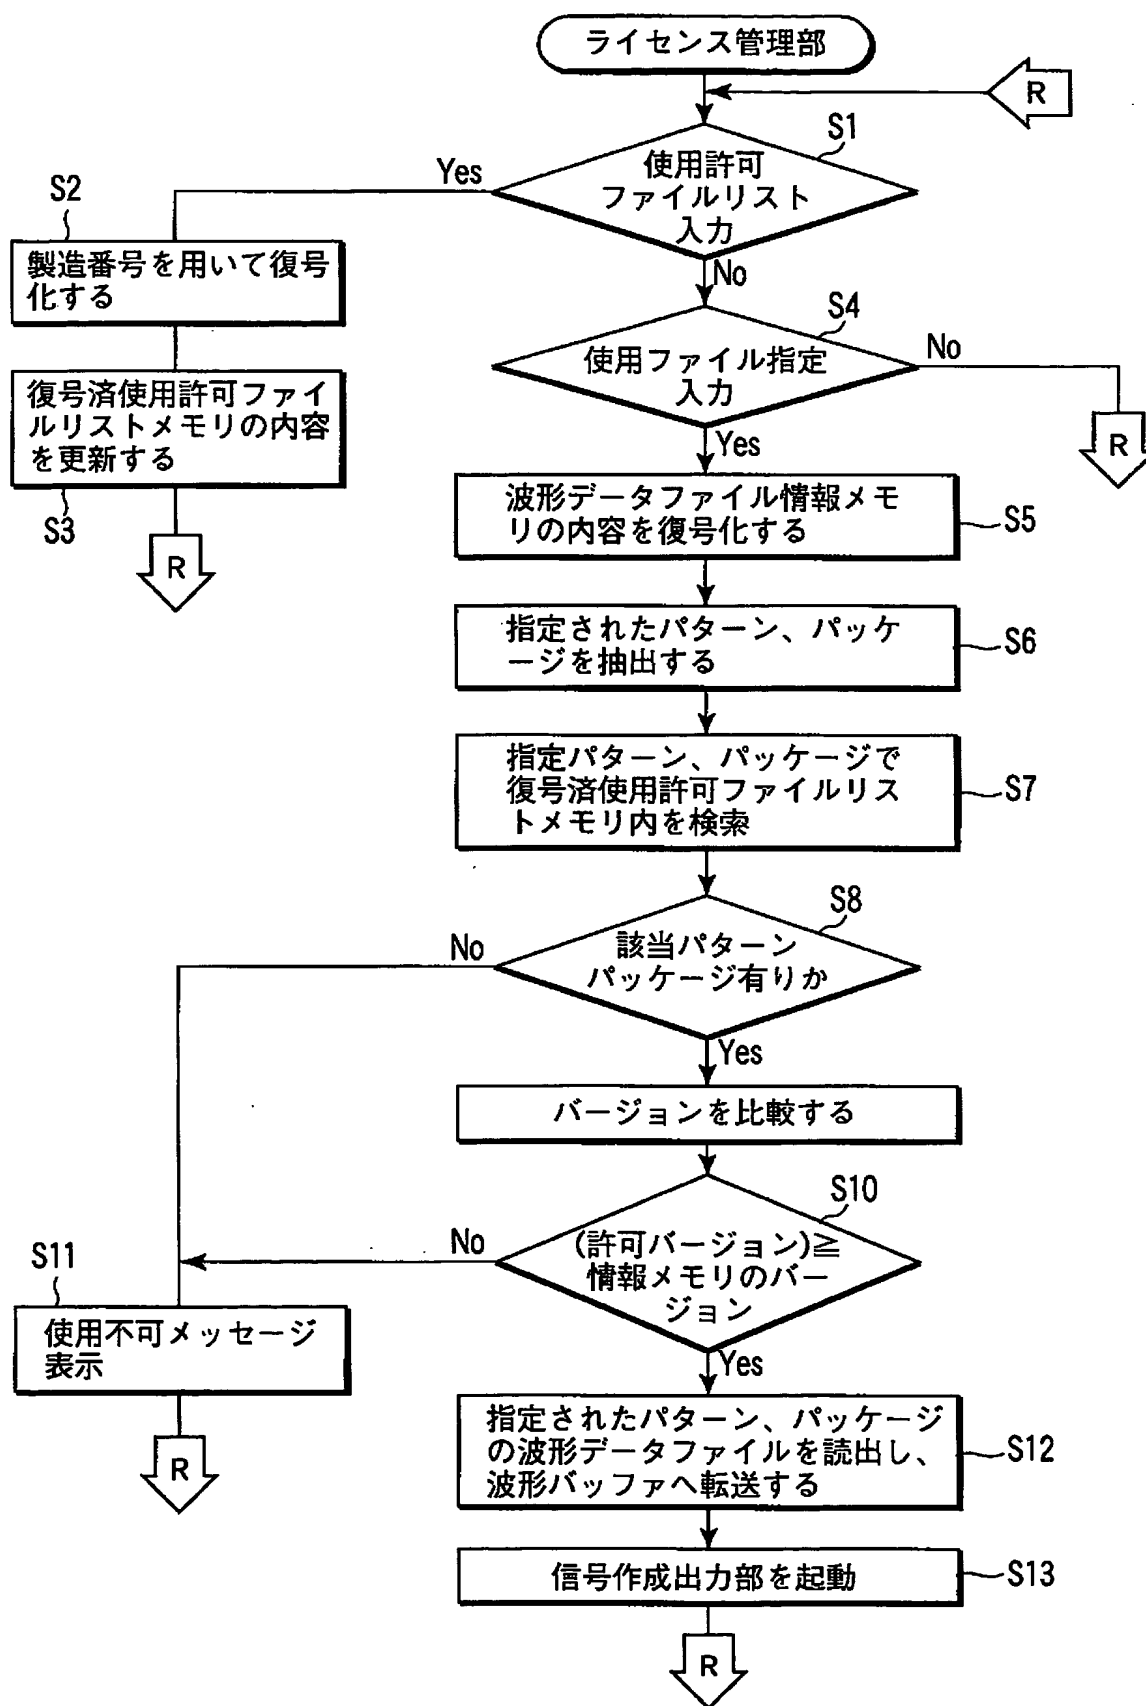 ライセンス管理部
R
S1
使用許可
ファイルリスト
入力
Yes
No
S2
製造番号を用いて復号
化する
復号済使用許可ファイ
ルリストメモリの内容
を更新する
S3
R
S4
使用ファイル指定
入力
No
R
Yes
波形データファイル情報メモ
リの内容を復号化する
S5
指定されたパターン、パッケ
ージを抽出する
S6
指定パターン、パッケージで
復号済使用許可ファイルリス
トメモリ内を検索
S7
S8
該当パターン
パッケージ有りか
No
Yes
バージョンを比較する
S10
(許可バージョン)≧
情報メモリのバー
ジョン
No
Yes
S11
使用不可メッセージ
表示
R
指定されたパターン、パッケージ
の波形データファイルを読出し、
波形バッファへ転送する
S12
信号作成出力部を起動
S13
R